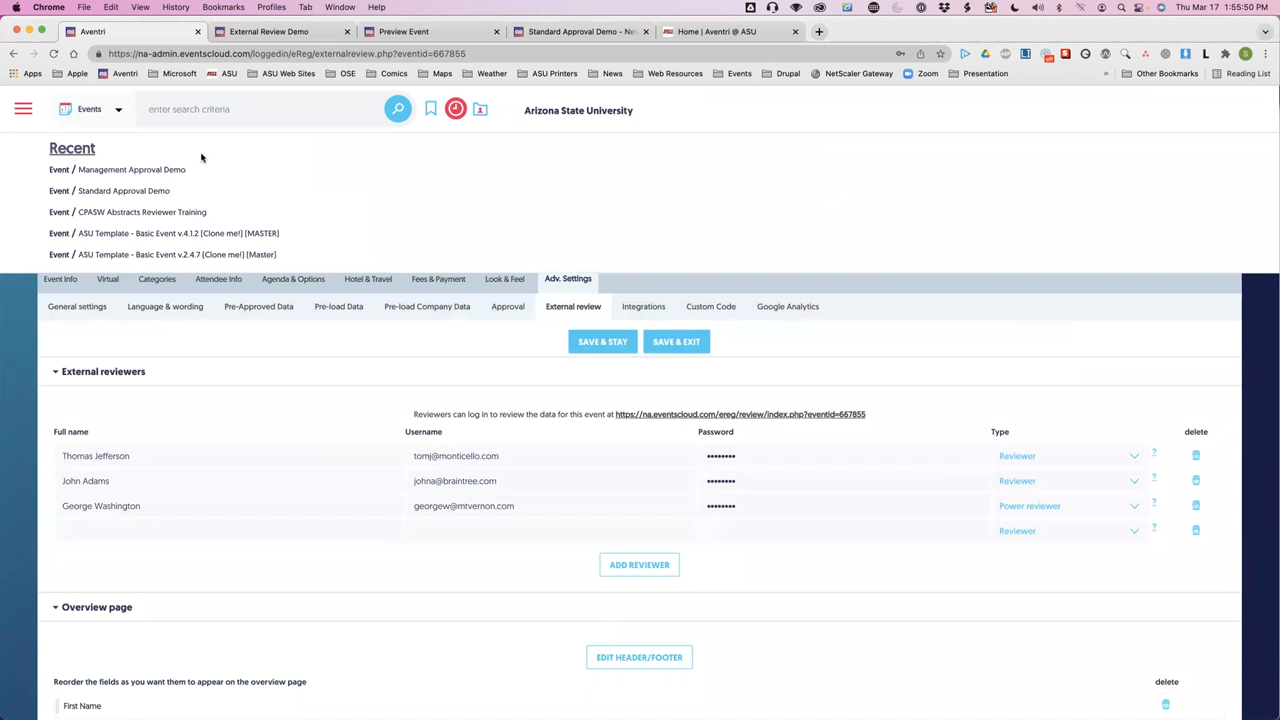 Chrome File Edit View History Bookmarks Profiles Tab Window Help Thu Mar 17 1:55:50 PM
Aventri External Review Demo Preview Event Standard Approval Demo - Ne Home | Aventri @ ASU
https://na-admin.eventscloud.com/loggedin/eReg/externalreview.php?eventid=667855
Apps Apple Aventri Microsoft ASU ASU Web Sites OSE Comics Maps Weather ASU Printers News Web Resources Events Drupal NetScaler Gateway Zoom Presentation » Other Bookmarks Reading List
Events enter search criteria Arizona State University
Recent
Event / Management Approval Demo
Event / Standard Approval Demo
Event / CPASW Abstracts Reviewer Training
Event / ASU Template - Basic Event v.4.1.2 (Clone me!) [MASTER]
Event / ASU Template - Basic Event v.2.4.7 (Clone me!) [Master]
Event Info Virtual Categories Attendee Info Agenda & Options Hotel & Travel Fees & Payment Look & Feel Adv. Settings
General settings Language & wording Pre-Approved Data Pre-load Data Pre-load Company Data Approval External review Integrations Custom Code Google Analytics
SAVE & STAY SAVE & EXIT
External reviewers
Reviewers can log in to review the data for this event at https://na.eventscloud.com/ereg/review/index.php?eventid=667855
Full name Username Password Type delete
Thomas Jefferson tomj@monticello.com •••••••• Reviewer ?
John Adams johna@braintree.com •••••••• Reviewer ?
George Washington georgew@mtvernon.com •••••••• Power reviewer ?
Reviewer ?
ADD REVIEWER
Overview page
EDIT HEADER/FOOTER
Reorder the fields as you want them to appear on the overview page delete
First Name